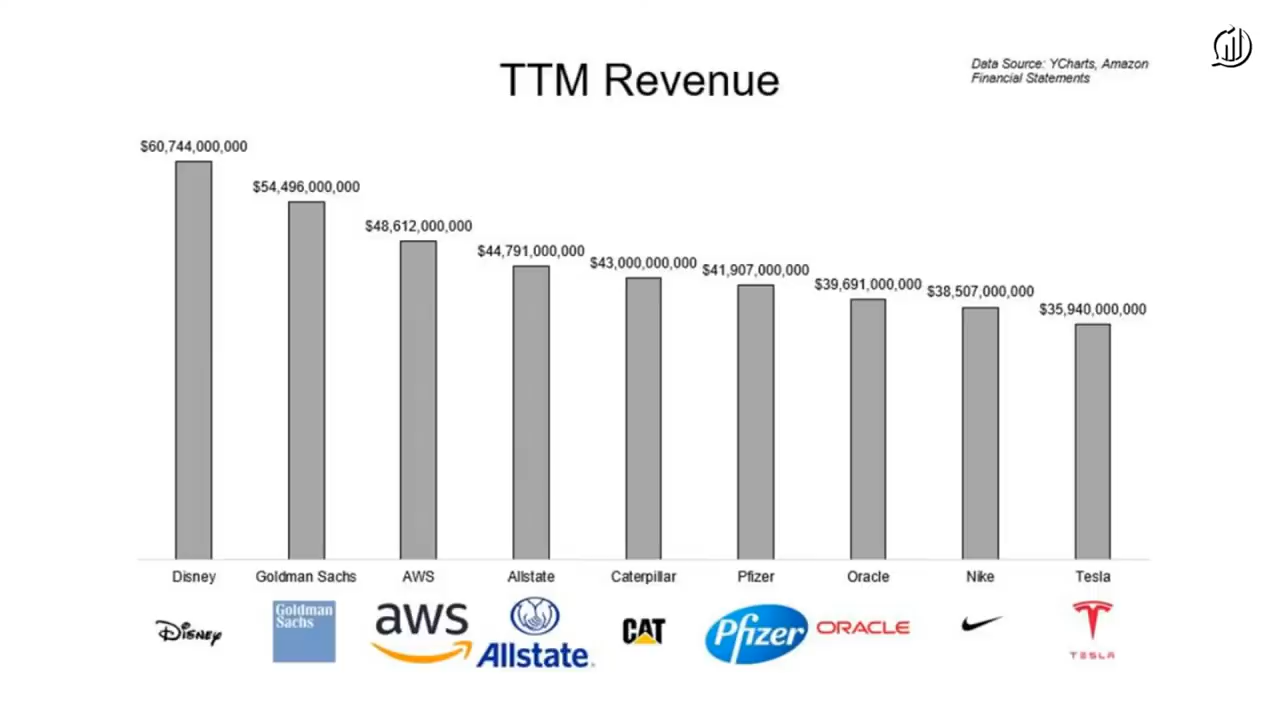 TTM Revenue
Data Source: YCharts, Amazon
Financial Statements
$60,744,000,000
$54,496,000,000
$48,612,000,000
$44,791,000,000
$43,000,000,000
$41,907,000,000
$39,691,000,000
$38,507,000,000
$35,940,000,000
Disney Goldman Sachs AWS Allstate Caterpillar Pfizer Oracle Nike Tesla
Disney
Goldman
Sachs
aws
Allstate
CAT
Pfizer
ORACLE
TESLA